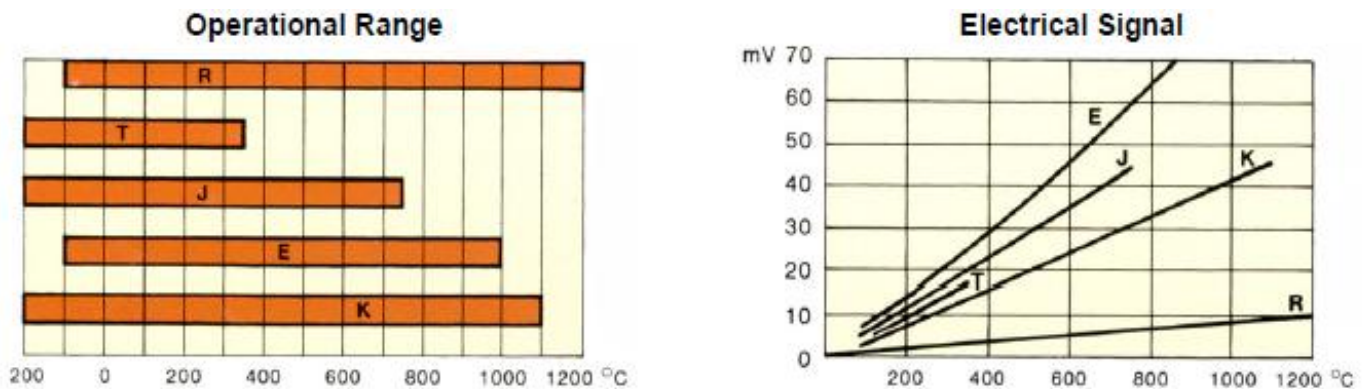 Operational Range
R
T
J
E
K
200 0 200 400 600 800 1000 1200 °C
Electrical Signal
mV 70
60
50
40
30
20
10
0
E
J
K
T
R
200 400 600 800 1000 1200 °C